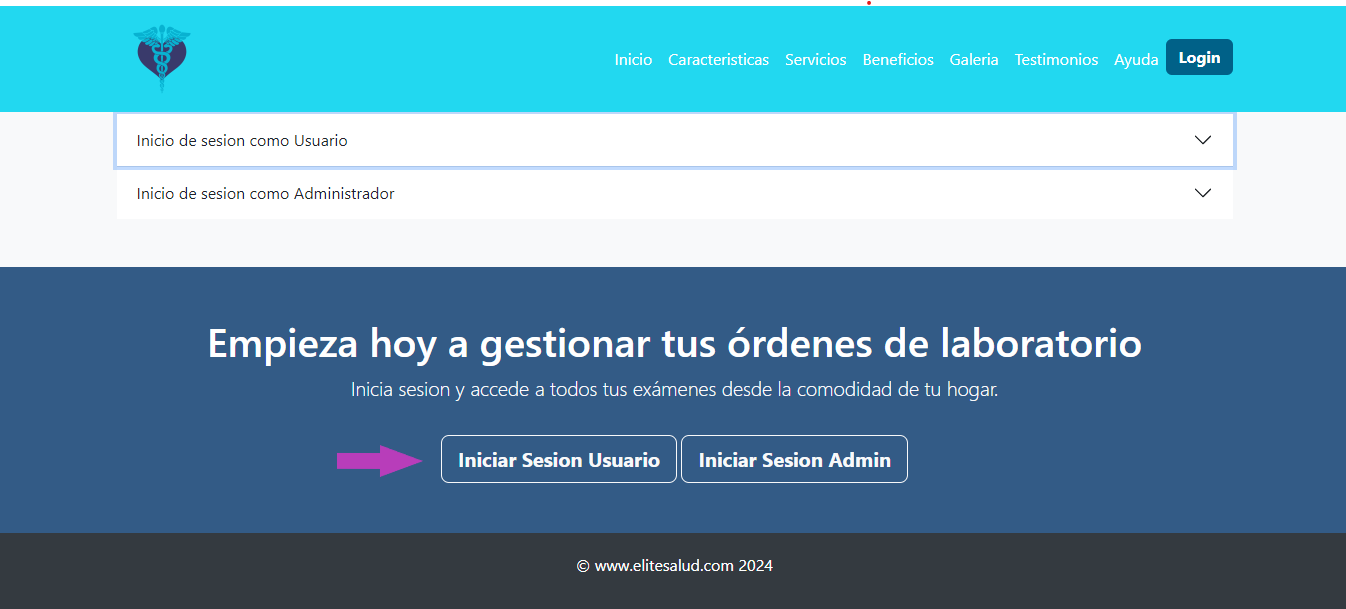 Inicio Caracteristicas Servicios Beneficios Galeria Testimonios Ayuda Login
Inicio de sesion como Usuario
Inicio de sesion como Administrador
Empieza hoy a gestionar tus órdenes de laboratorio
Inicia sesion y accede a todos tus exámenes desde la comodidad de tu hogar.
Iniciar Sesion Usuario Iniciar Sesion Admin
© www.elitesalud.com 2024